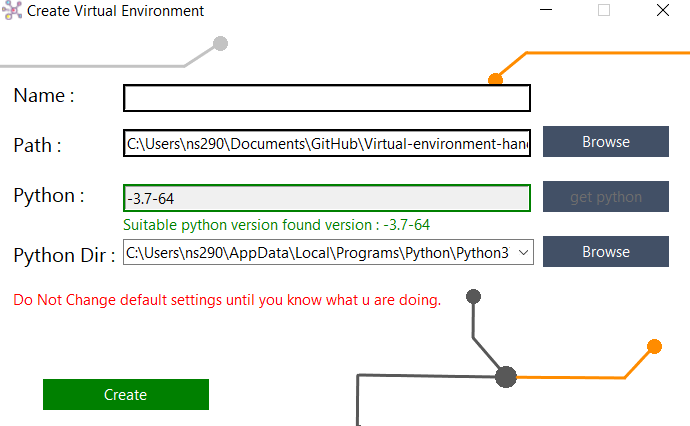 Create Virtual Environment
Name :
Path : C:\Users\ns290\Documents\GitHub\Virtual-environment-han Browse
Python : -3.7-64 get python
Suitable python version found version : -3.7-64
Python Dir : C:\Users\ns290\AppData\Local\Programs\Python\Python3 Browse
Do Not Change default settings until you know what u are doing.
Create